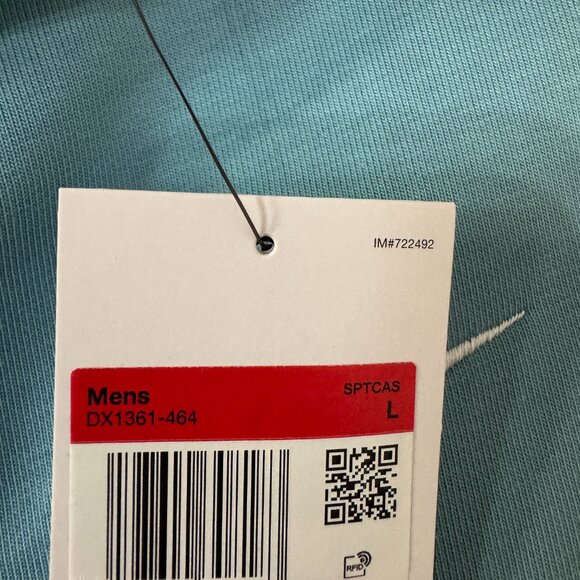 IM#722492
Mens SPTCAS
DX1361-464 L
RFID